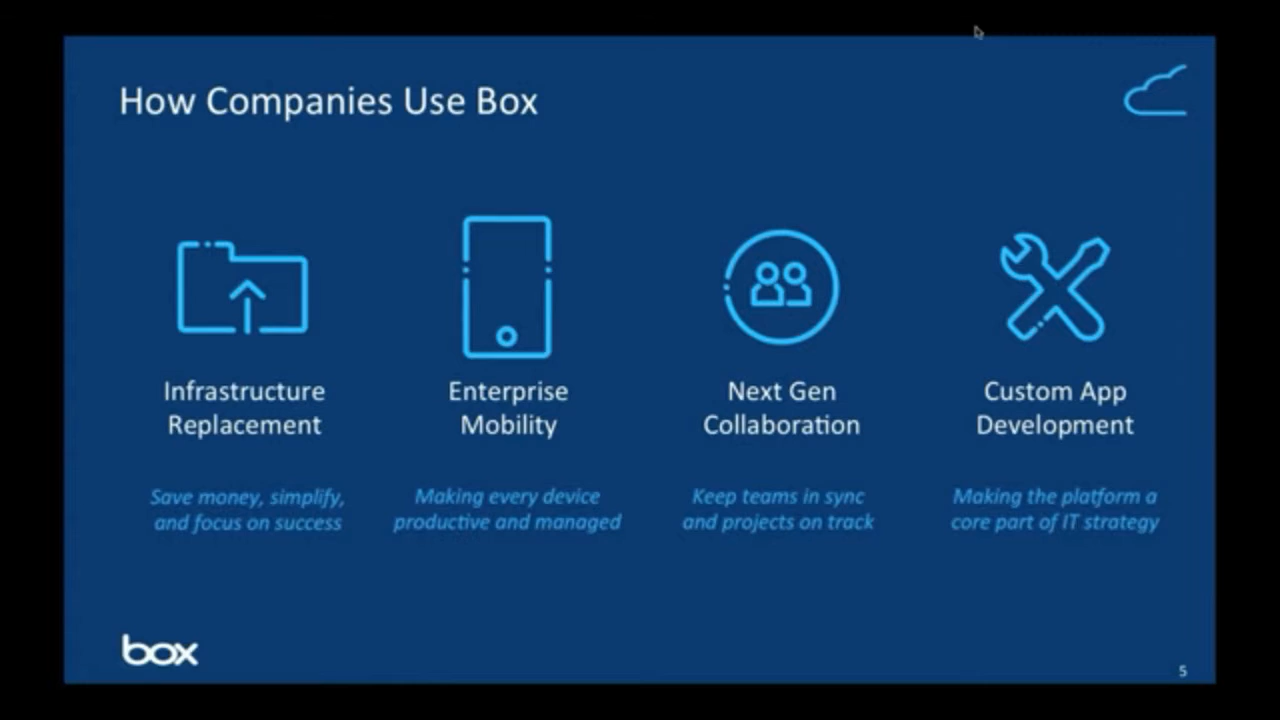 How Companies Use Box
Infrastructure
Replacement
Save money, simplify,
and focus on success
Enterprise
Mobility
Making every device
productive and managed
Next Gen
Collaboration
Keep teams in sync
and projects on track
Custom App
Development
Making the platform a
core part of IT strategy
box
5